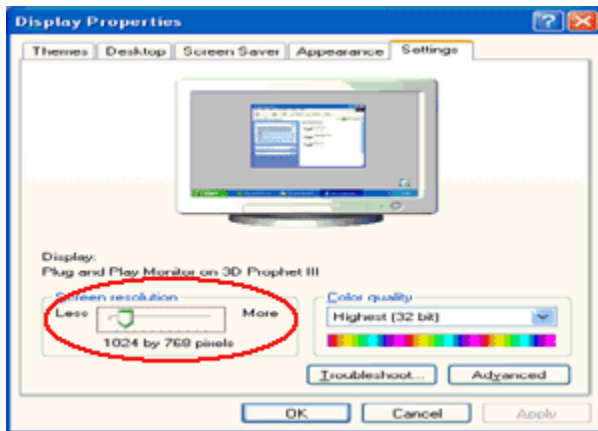 Display Properties
Themes Desktop Screen Saver Appearance Settings
Display:
Plug and Play Monitor on 3D Prophet III
Screen resolution
Less More
1024 by 768 pixels
Color quality
Highest (32 bit)
Troubleshoot... Advanced
OK Cancel Apply